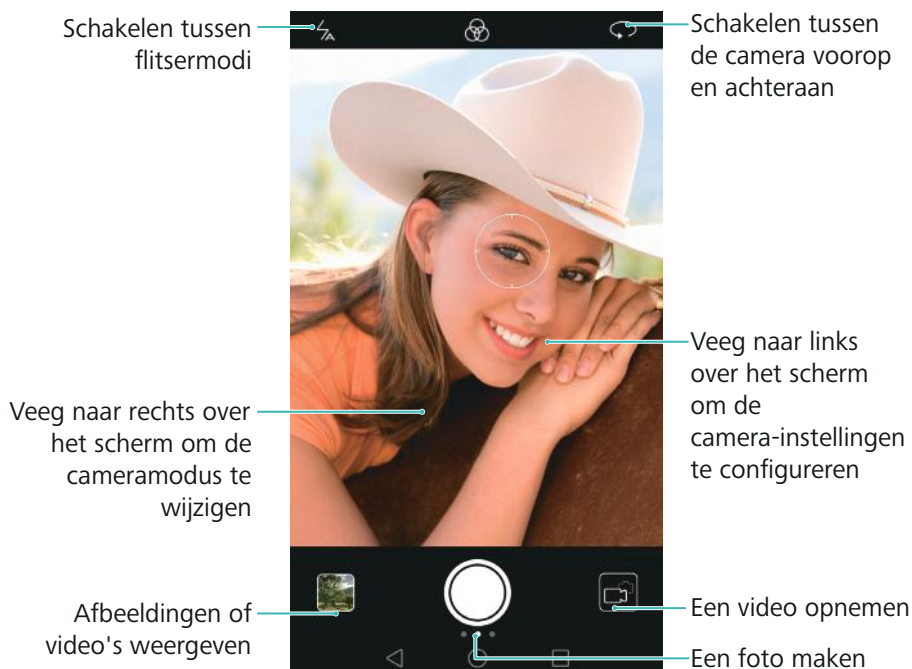 Schakelen tussen
flitsermodi
Schakelen tussen
de camera voorop
en achteraan
Veeg naar links
over het scherm
om de
camera-instellingen
te configureren
Veeg naar rechts over
het scherm om de
cameramodus te
wijzigen
Afbeeldingen of
video's weergeven
Een video opnemen
Een foto maken